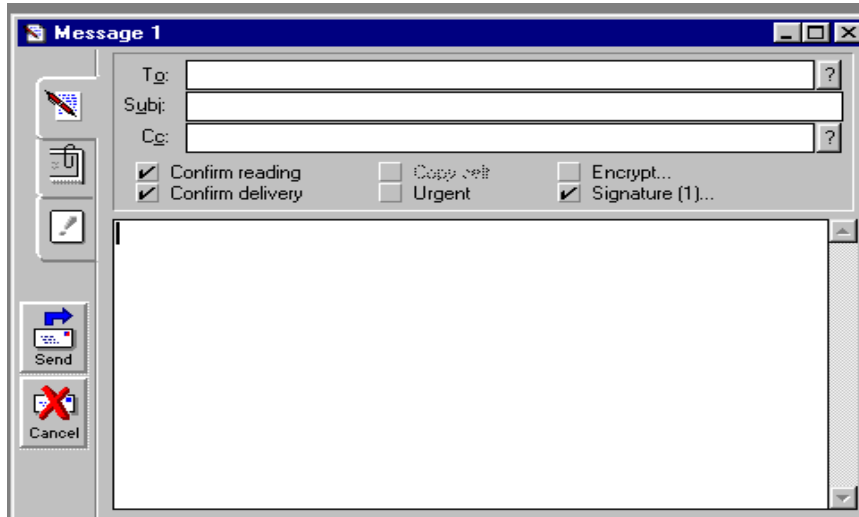 Message 1
To:
?
Subj:
Cc:
?
Confirm reading Copy self Encrypt...
Confirm delivery Urgent Signature (1)...
Send
Cancel